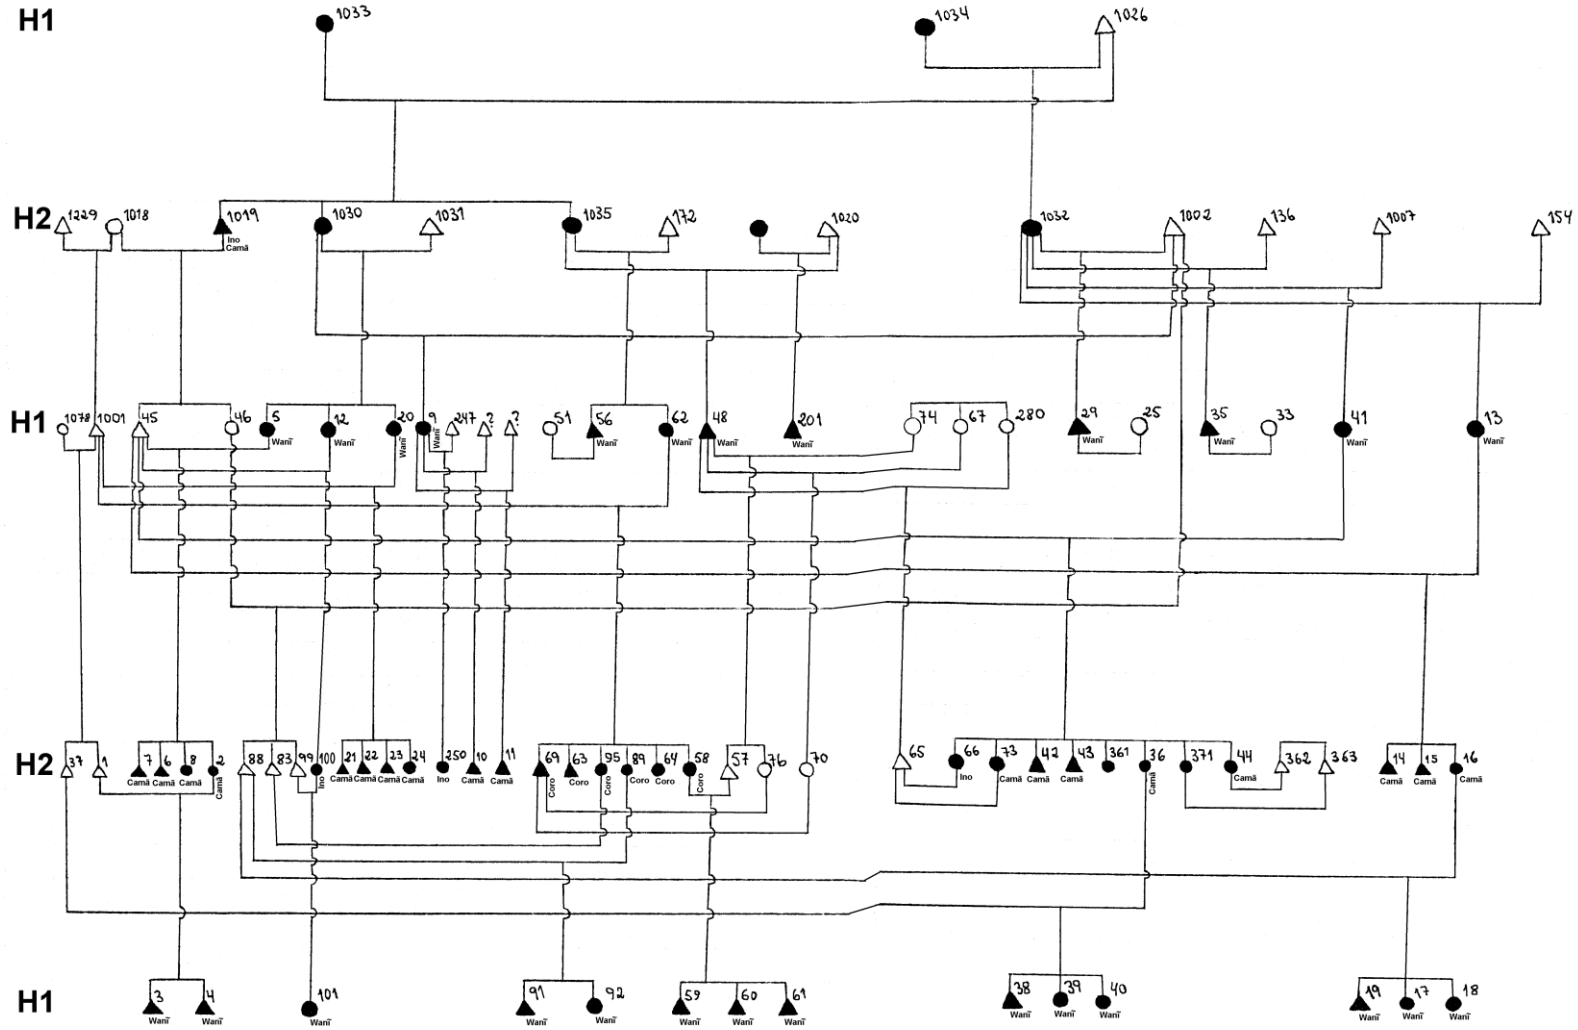 H1 1033 1034 1026
H2 1229 1018 1019 1030 1031 1035 172 1020 1032 1002 136 1007 154
Ino
Camã
H1 1078 1001 45 46 5 12 20 9 247 ? ? 51 56 62 48 201 74 67 280 29 25 35 33 41 13
Wanĩ Wanĩ Wanĩ Wanĩ Wanĩ Wanĩ Wanĩ Wanĩ Wanĩ Wanĩ Wanĩ Wanĩ
H2 37 1 7 6 8 2 88 83 99 100 21 22 23 24 250 10 11 69 63 95 89 64 58 57 76 70 65 66 73 42 43 361 36 371 44 362 363 14 15 16
Camã Camã Camã Camã Ino Camã Camã Camã Camã Ino Camã Camã Coro Coro Coro Coro Coro Coro Ino Camã Camã Camã Camã Camã Camã Camã Camã
H1 3 4 101 91 92 59 60 61 38 39 40 19 17 18
Wanĩ Wanĩ Wanĩ Wanĩ Wanĩ Wanĩ Wanĩ Wanĩ Wanĩ Wanĩ Wanĩ Wanĩ Wanĩ Wanĩ